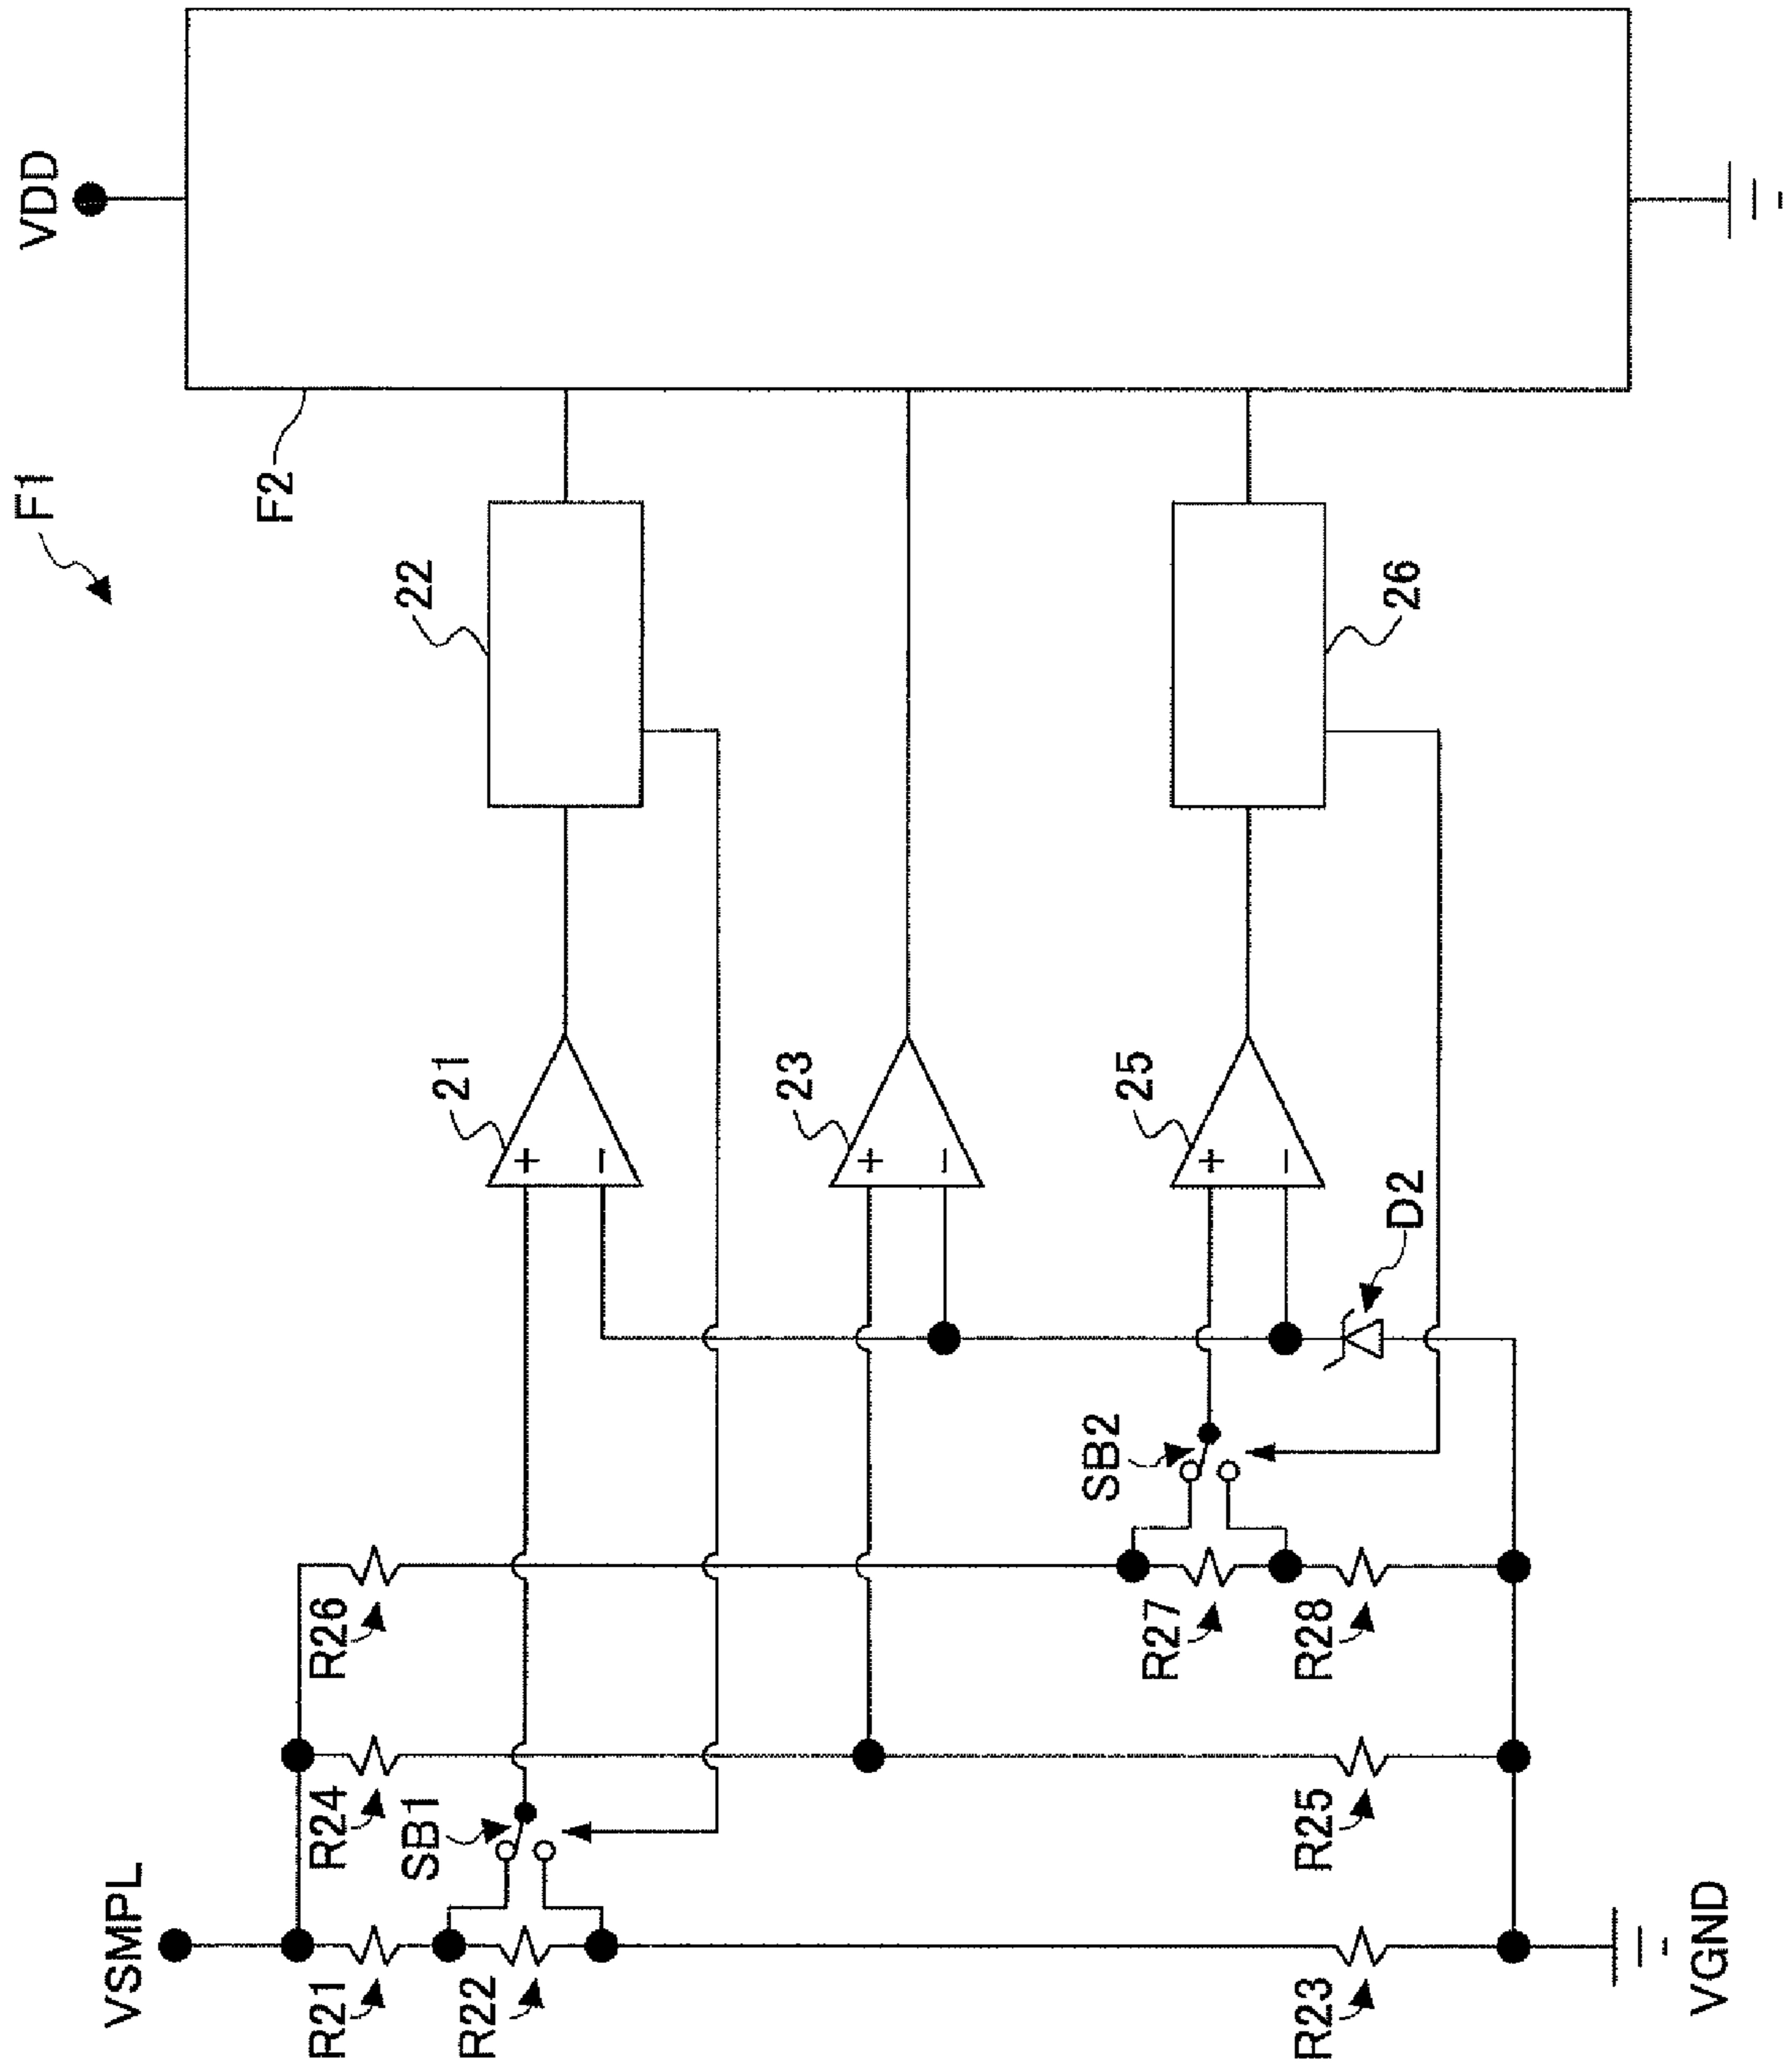 VDD
F1
F2
22
26
21
+
-
23
+
-
25
+
-
D2
SB2
R26
R27
R28
R24
SB1
R25
VSMPL
R21
R22
R23
VGND